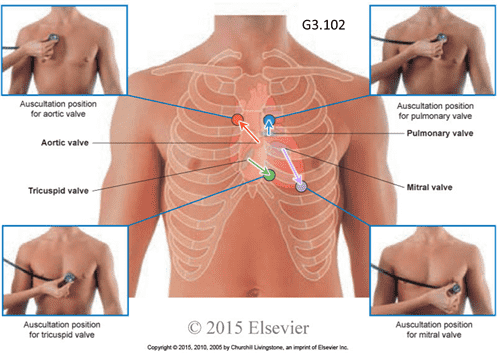 G3.102
Auscultation position
for aortic valve
Auscultation position
for pulmonary valve
Aortic valve
Pulmonary valve
Tricuspid valve
Mitral valve
Auscultation position
for tricuspid valve
Auscultation position
for mitral valve
© 2015 Elsevier
Copyright © 2015, 2010, 2005 by Churchill Livingstone, an imprint of Elsevier Inc.